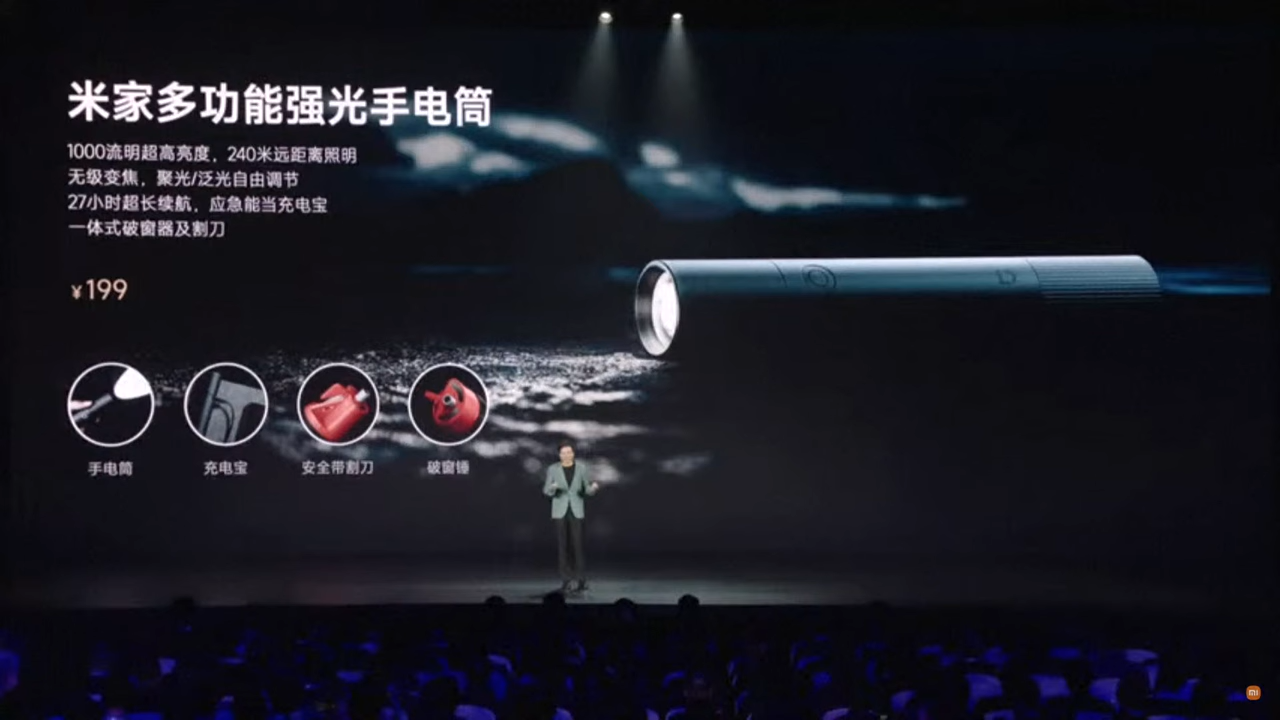 米家多功能强光手电筒
1000流明超高亮度，240米远距离照明
无级变焦，聚光/泛光自由调节
27小时超长续航，应急能当充电宝
一体式破窗器及割刀
¥199
手电筒
充电宝
安全带割刀
破窗锤
mi